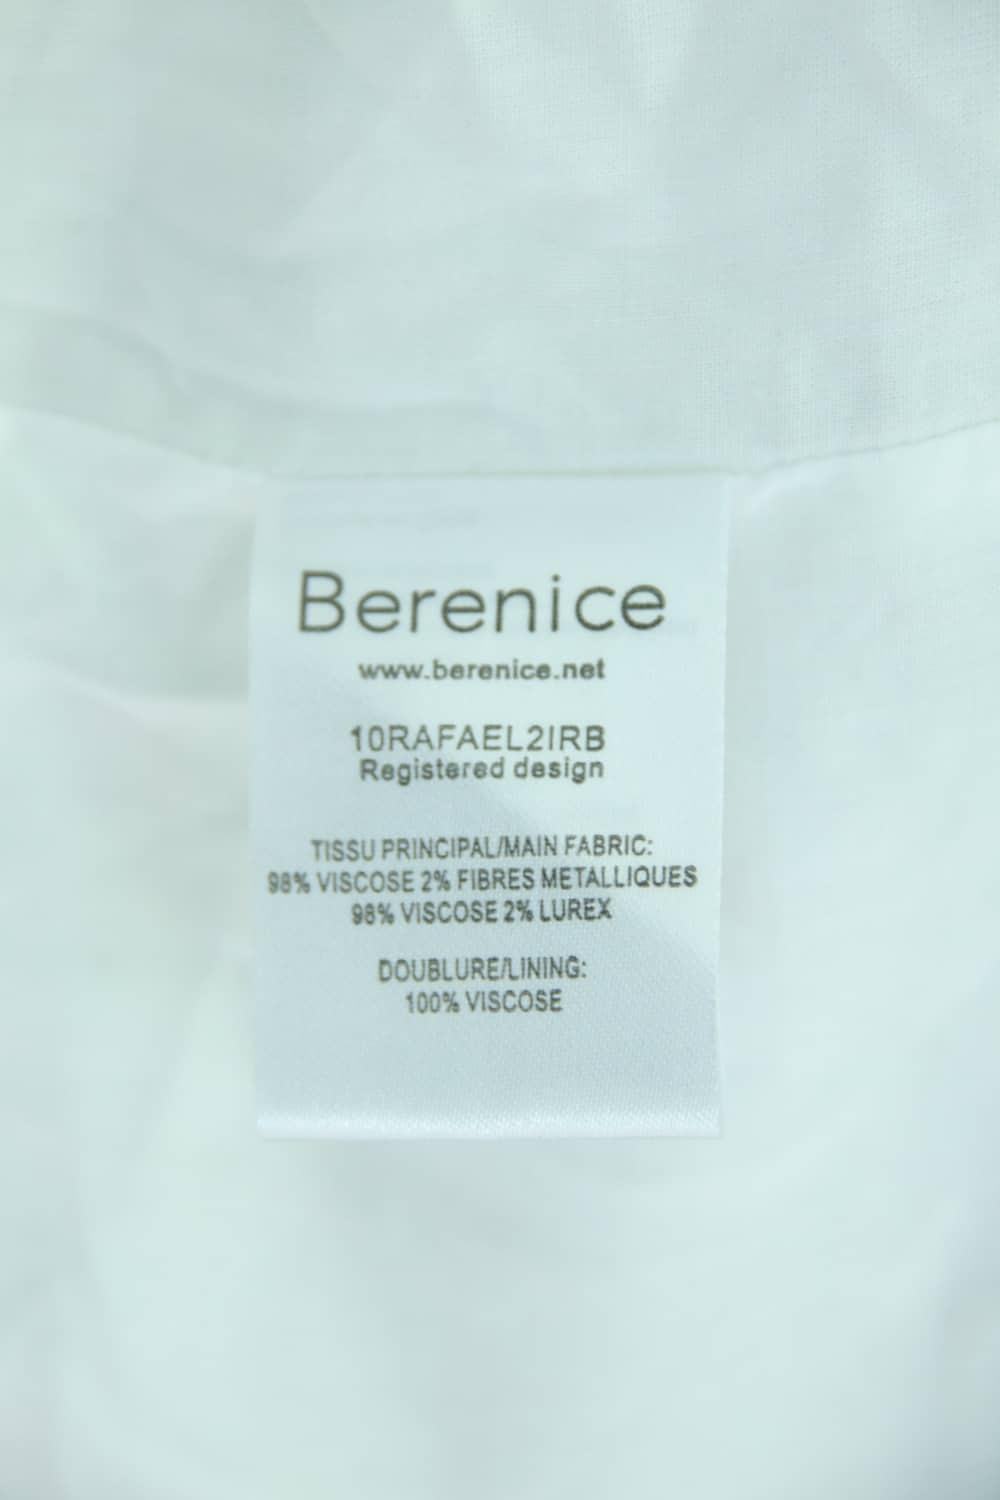 Berenice
www.berenice.net
10RAFAEL2IRB
Registered design
TISSU PRINCIPAL/MAIN FABRIC:
98% VISCOSE 2% FIBRES METALLIQUES
98% VISCOSE 2% LUREX
DOUBLURE/LINING:
100% VISCOSE